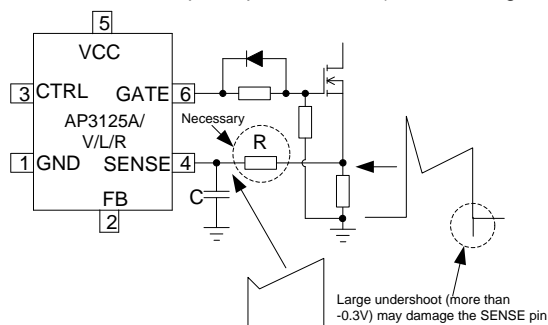 5
VCC
3 CTRL GATE 6
AP3125A/
V/L/R
Necessary
R
1 GND SENSE 4
C
FB
2
Large undershoot (more than
-0.3V) may damage the SENSE pin